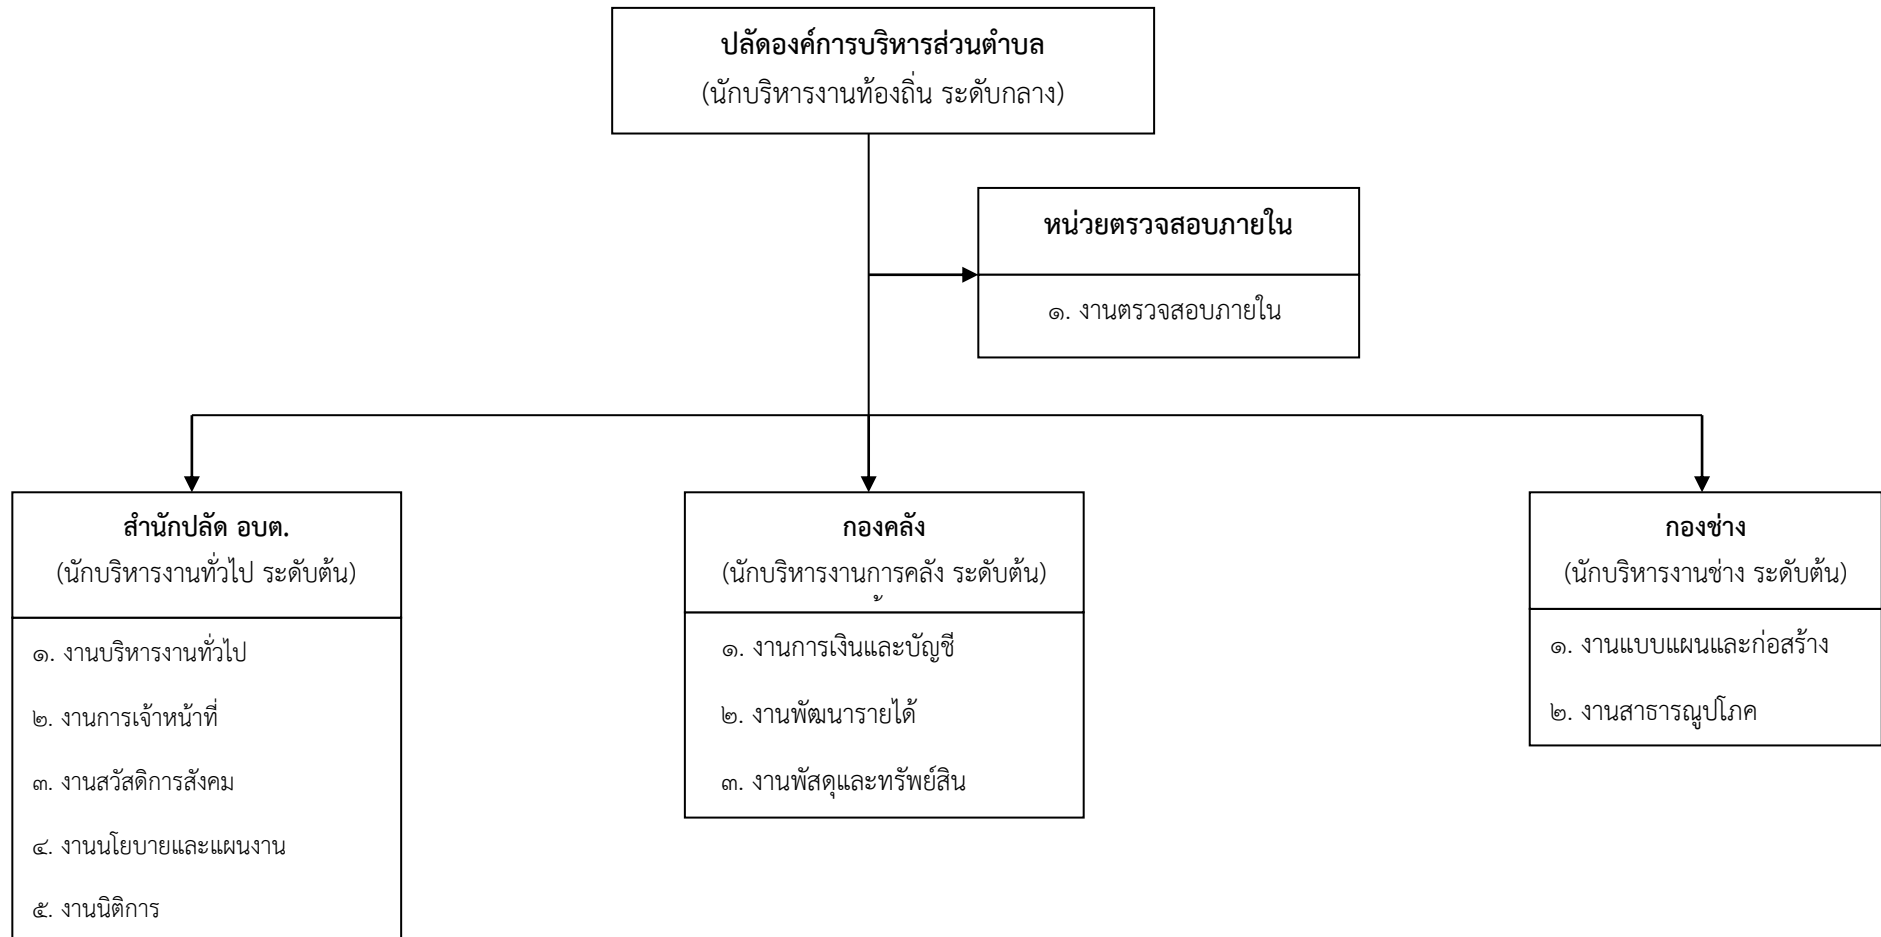 ปลัดองค์การบริหารส่วนตำบล
(นักบริหารงานท้องถิ่น ระดับกลาง)
หน่วยตรวจสอบภายใน
๑. งานตรวจสอบภายใน
สำนักปลัด อบต.
(นักบริหารงานทั่วไป ระดับต้น)
๑. งานบริหารงานทั่วไป
๒. งานการเจ้าหน้าที่
๓. งานสวัสดิการสังคม
๔. งานนโยบายและแผนงาน
๕. งานนิติการ
กองคลัง
(นักบริหารงานการคลัง ระดับต้น)
๑. งานการเงินและบัญชี
๒. งานพัฒนารายได้
๓. งานพัสดุและทรัพย์สิน
กองช่าง
(นักบริหารงานช่าง ระดับต้น)
๑. งานแบบแผนและก่อสร้าง
๒. งานสาธารณูปโภค